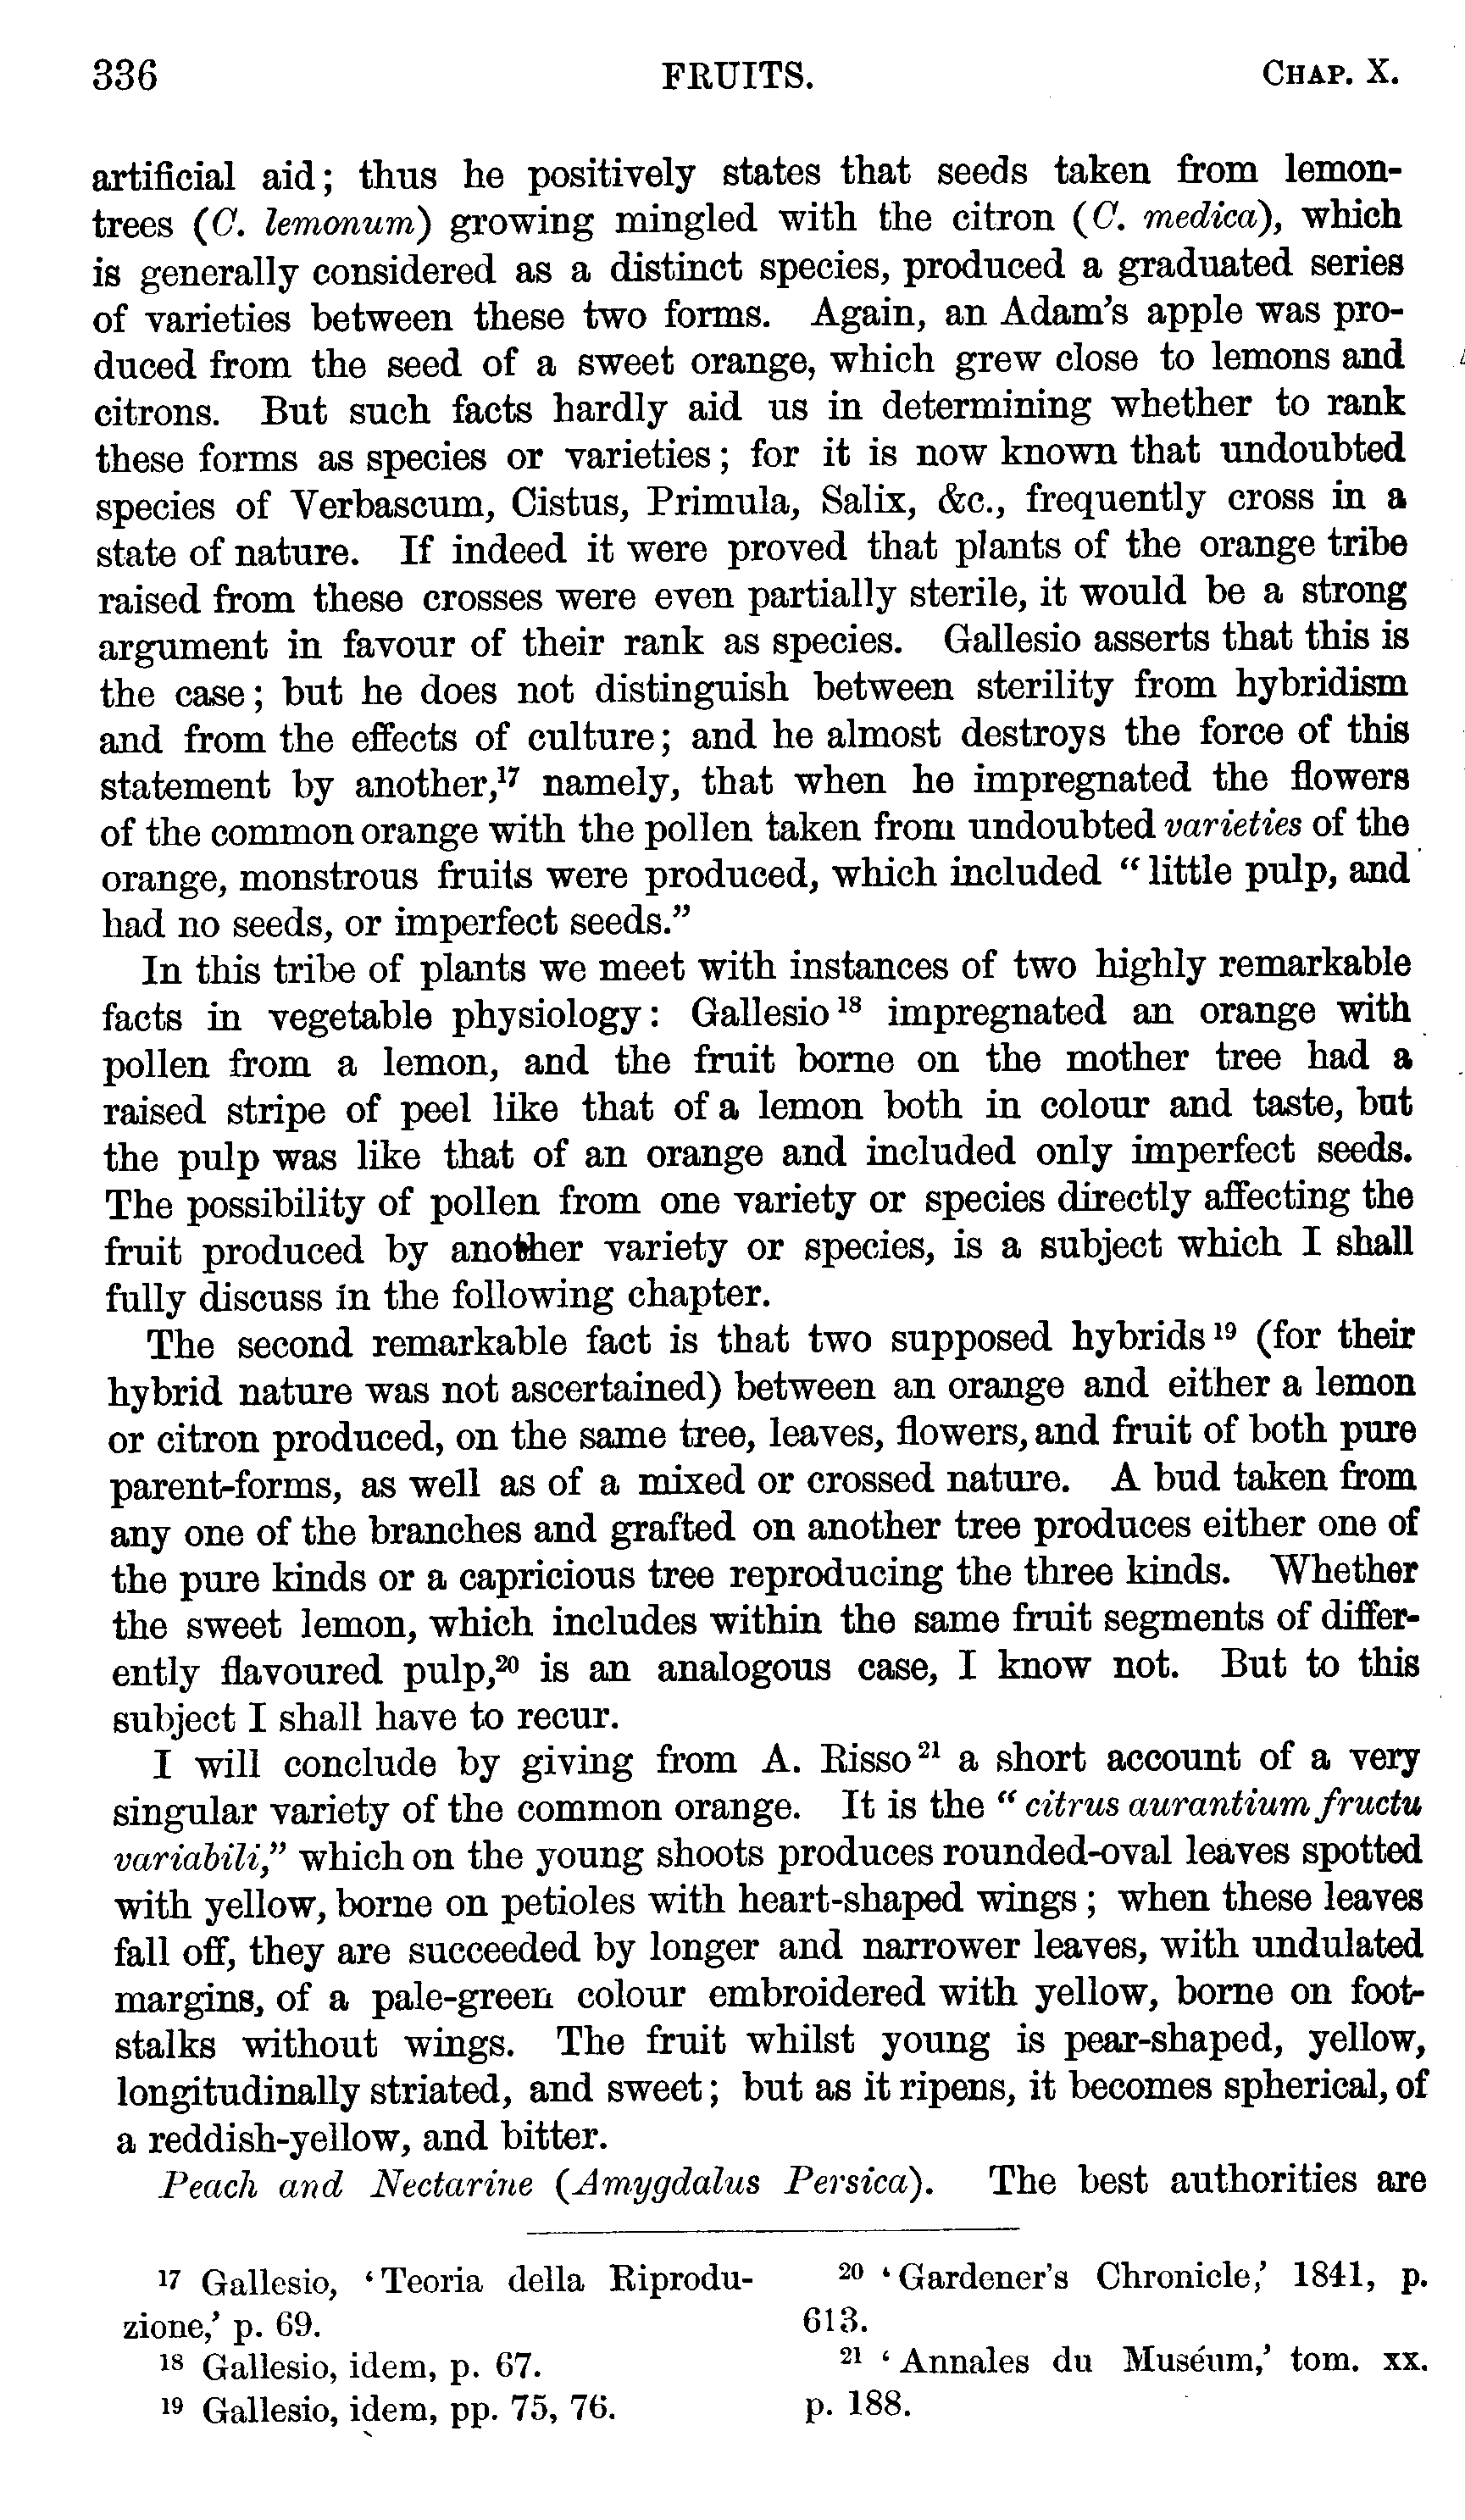 336 FRUITS. CHAP. X.
artificial aid; thus he positively states that seeds taken from lemon-
trees (C. lemonum) growing mingled with the citron (C. medica), which
is generally considered as a distinct species, produced a graduated series
of varieties between these two forms. Again, an Adam's apple was pro-
duced from the seed of a sweet orange, which grew close to lemons and
citrons. But such facts hardly aid us in determining whether to rank
these forms as species or varieties; for it is now known that undoubted
species of Verbascum, Cistus, Primula, Salix, &c., frequently cross in a
state of nature. If indeed it were proved that plants of the orange tribe
raised from these crosses were even partially sterile, it would be a strong
argument in favour of their rank as species. Gallesio asserts that this is
the case; but he does not distinguish between sterility from hybridism
and from the effects of culture; and he almost destroys the force of this
statement by another,¹⁷ namely, that when he impregnated the flowers
of the common orange with the pollen taken from undoubted varieties of the
orange, monstrous fruits were produced, which included “little pulp, and
had no seeds, or imperfect seeds.”
In this tribe of plants we meet with instances of two highly remarkable
facts in vegetable physiology: Gallesio¹⁸ impregnated an orange with
pollen from a lemon, and the fruit borne on the mother tree had a
raised stripe of peel like that of a lemon both in colour and taste, but
the pulp was like that of an orange and included only imperfect seeds.
The possibility of pollen from one variety or species directly affecting the
fruit produced by another variety or species, is a subject which I shall
fully discuss in the following chapter.
The second remarkable fact is that two supposed hybrids¹⁹ (for their
hybrid nature was not ascertained) between an orange and either a lemon
or citron produced, on the same tree, leaves, flowers, and fruit of both pure
parent-forms, as well as of a mixed or crossed nature. A bud taken from
any one of the branches and grafted on another tree produces either one of
the pure kinds or a capricious tree reproducing the three kinds. Whether
the sweet lemon, which includes within the same fruit segments of differ-
ently flavoured pulp,²⁰ is an analogous case, I know not. But to this
subject I shall have to recur.
I will conclude by giving from A. Risso²¹ a short account of a very
singular variety of the common orange. It is the “citrus aurantium fructu
variabili,” which on the young shoots produces rounded-oval leaves spotted
with yellow, borne on petioles with heart-shaped wings; when these leaves
fall off, they are succeeded by longer and narrower leaves, with undulated
margins, of a pale-green colour embroidered with yellow, borne on foot-
stalks without wings. The fruit whilst young is pear-shaped, yellow,
longitudinally striated, and sweet; but as it ripens, it becomes spherical, of
a reddish-yellow, and bitter.
Peach and Nectarine (Amygdalus Persica). The best authorities are
¹⁷ Gallesio, ‘Teoria della Riprodu-
zione,’ p. 69.
¹⁸ Gallesio, idem, p. 67.
¹⁹ Gallesio, idem, pp. 75, 76.
²⁰ ‘Gardener's Chronicle,’ 1841, p.
613.
²¹ ‘Annales du Muséum,’ tom. xx.
p. 188.